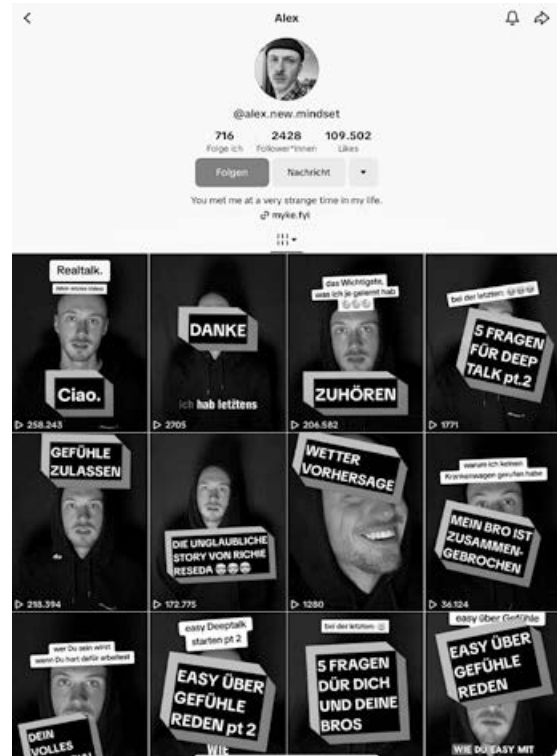 Alex
@alex.new.mindset
716 2428 109.502
Folge ich Follower*innen Likes
Folgen Nachricht
You met me at a very strange time in my life.
myke.fyi
Realtalk.
Ciao.
258.243
DANKE
ich hab letztens
2705
das Wichtigste,
was ich je gelernt hab
ZUHÖREN
206.582
bei der letzten:
5 FRAGEN
FÜR DEEP
TALK pt.2
1771
GEFÜHLE
ZULASSEN
218.394
DIE UNGLAUBLICHE
STORY VON RICHIE
RESEDA
172.775
WETTER
VORHERSAGE
1280
warum ich keinen
Krankenwagen gerufen habe
MEIN BRO IST
ZUSAMMEN-
GEBROCHEN
36.124
wer Du sein wirst
wenn Du hart dafür arbeitest
DEIN
VOLLES
easy Deeptalk
starten pt 2
EASY ÜBER
GEFÜHLE
REDEN pt 2
WIE
bei der letzten:
5 FRAGEN
DÜR DICH
UND DEINE
BROS
easy über Gefühle
EASY ÜBER
GEFÜHLE
REDEN
WIE DU EASY MIT